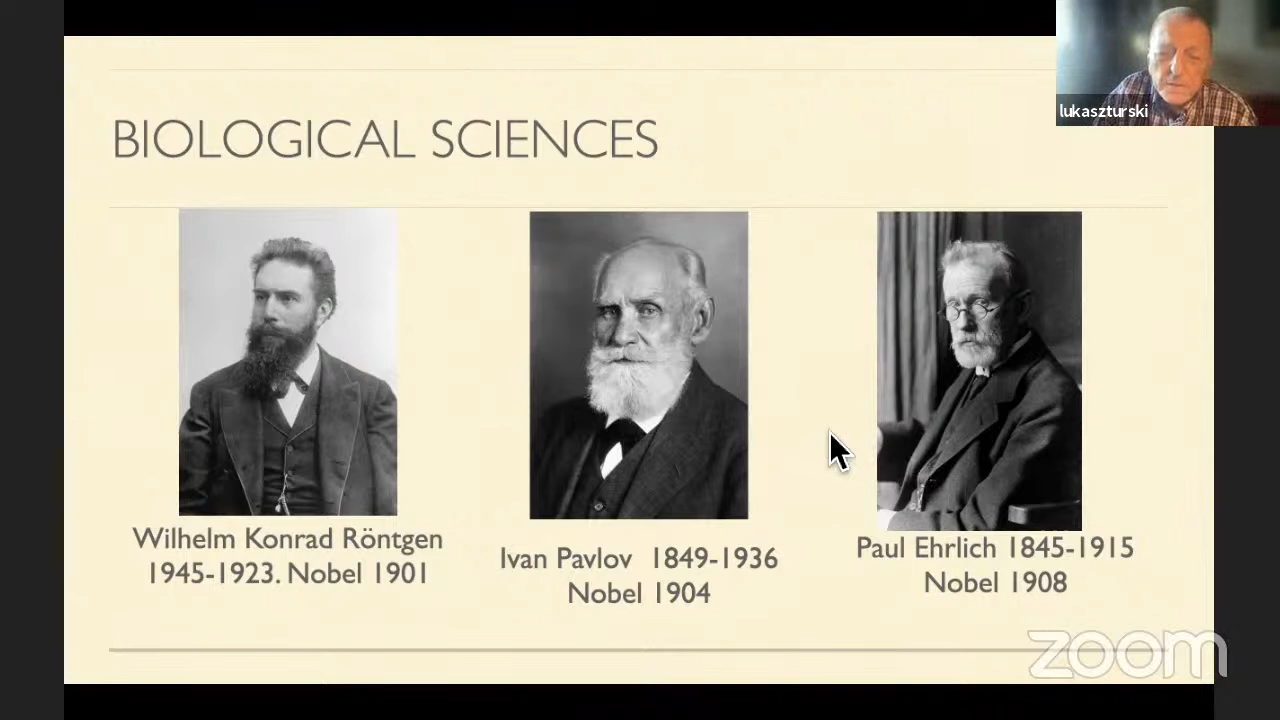 lukaszturski
BIOLOGICAL SCIENCES
Wilhelm Konrad Röntgen
1945-1923. Nobel 1901
Ivan Pavlov 1849-1936
Nobel 1904
Paul Ehrlich 1845-1915
Nobel 1908
zoom